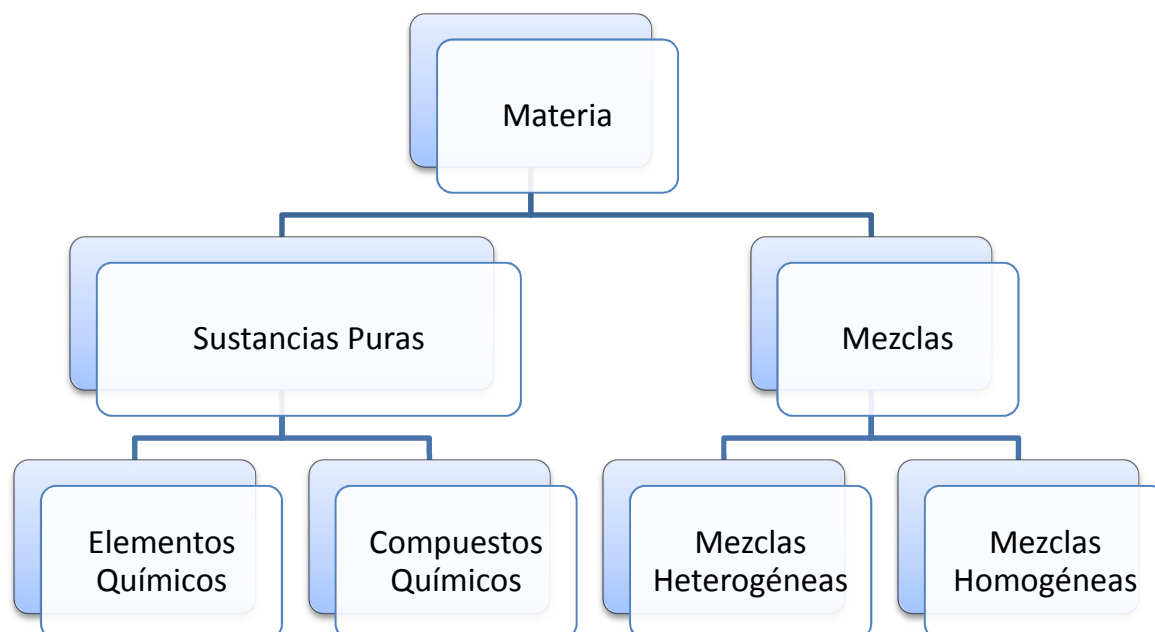 Materia
Sustancias Puras
Mezclas
Elementos
Químicos
Compuestos
Químicos
Mezclas
Heterogéneas
Mezclas
Homogéneas